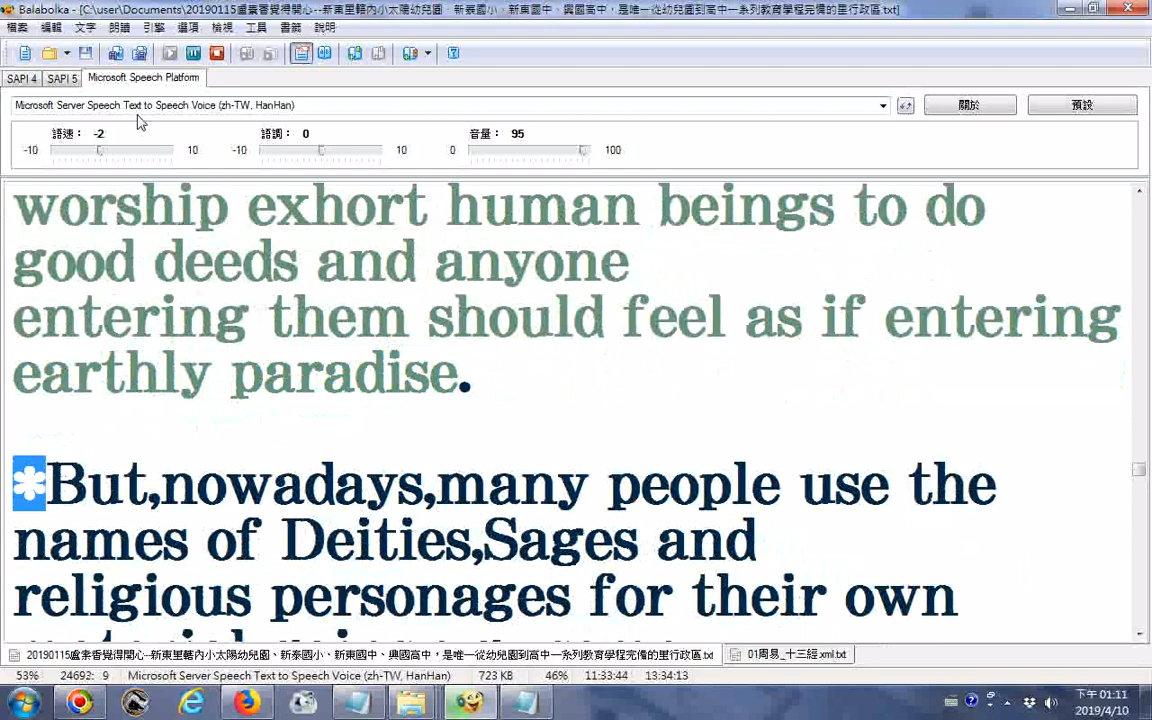 Balabolka - [C:\user\Documents\20190115盧素香覺得開心--新東里轄內小太陽幼兒園、新泰國小、新東國中、興國高中，是唯一從幼兒園到高中一系列教育學程完備的里行政區.txt]
檔案 編輯 文字 朗讀 引擎 選項 檢視 工具 書籤 說明
SAPI 4 SAPI 5 Microsoft Speech Platform
Microsoft Server Speech Text to Speech Voice (zh-TW, HanHan) 關於 預設
語速： -2 語調： 0 音量： 95
-10 10 -10 10 0 100
worship exhort human beings to do
good deeds and anyone
entering them should feel as if entering
earthly paradise.
*But,nowadays,many people use the
names of Deities,Sages and
religious personages for their own
20190115盧素香覺得開心--新東里轄內小太陽幼兒園、新泰國小、新東國中、興國高中，是唯一從幼兒園到高中一系列教育學程完備的里行政區.txt 01周易_十三經.xml.txt
53% 24692: 9 Microsoft Server Speech Text to Speech Voice (zh-TW, HanHan) 723 KB 46% 11:33:44 13:34:13
下午 01:11
2019/4/10